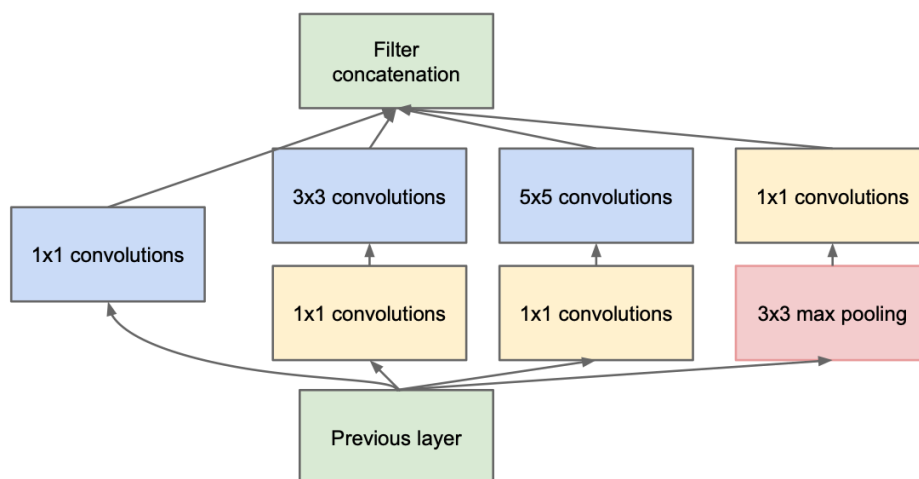 Filter
concatenation
3x3 convolutions
5x5 convolutions
1x1 convolutions
1x1 convolutions
1x1 convolutions
1x1 convolutions
3x3 max pooling
Previous layer